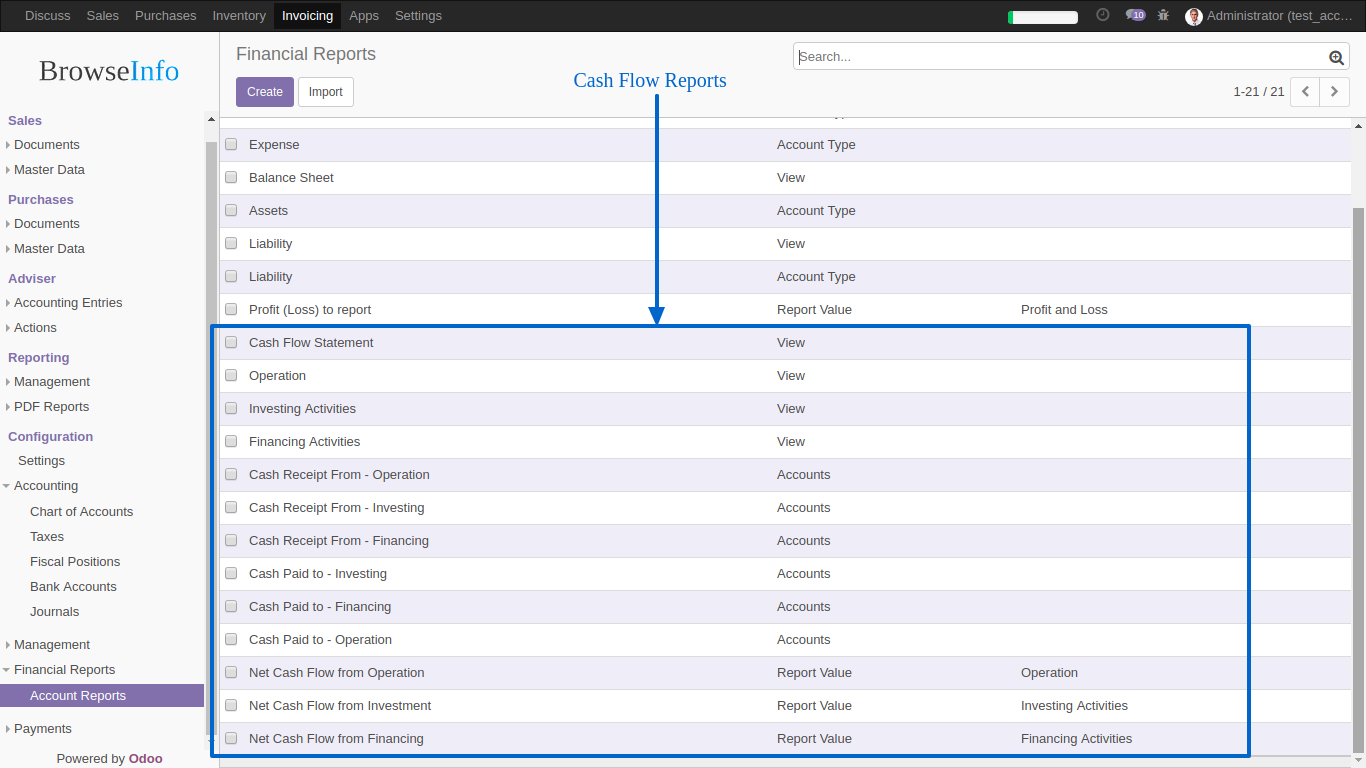 Discuss Sales Purchases Inventory Invoicing Apps Settings 10 Administrator (test_acc...
BrowseInfo
Sales
Documents
Master Data
Purchases
Documents
Master Data
Adviser
Accounting Entries
Actions
Reporting
Management
PDF Reports
Configuration
Settings
Accounting
Chart of Accounts
Taxes
Fiscal Positions
Bank Accounts
Journals
Management
Financial Reports
Account Reports
Payments
Powered by Odoo
Financial Reports
Search...
Create Import
Cash Flow Reports
1-21 / 21
Expense Account Type
Balance Sheet View
Assets Account Type
Liability View
Liability Account Type
Profit (Loss) to report Report Value Profit and Loss
Cash Flow Statement View
Operation View
Investing Activities View
Financing Activities View
Cash Receipt From - Operation Accounts
Cash Receipt From - Investing Accounts
Cash Receipt From - Financing Accounts
Cash Paid to - Investing Accounts
Cash Paid to - Financing Accounts
Cash Paid to - Operation Accounts
Net Cash Flow from Operation Report Value Operation
Net Cash Flow from Investment Report Value Investing Activities
Net Cash Flow from Financing Report Value Financing Activities